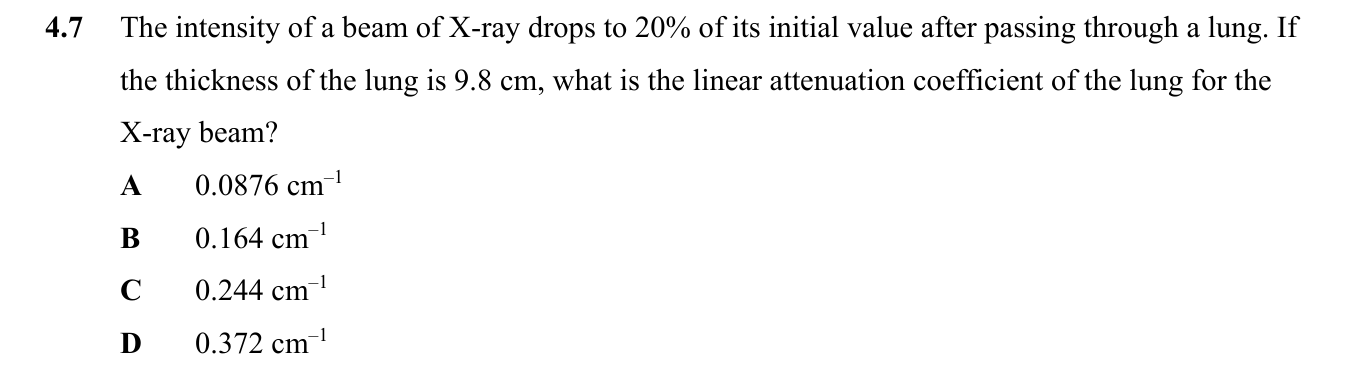 4.7 The intensity of a beam of X-ray drops to 20% of its initial value after passing through a lung. If
the thickness of the lung is 9.8 cm, what is the linear attenuation coefficient of the lung for the
X-ray beam?
A 0.0876 cm⁻¹
B 0.164 cm⁻¹
C 0.244 cm⁻¹
D 0.372 cm⁻¹